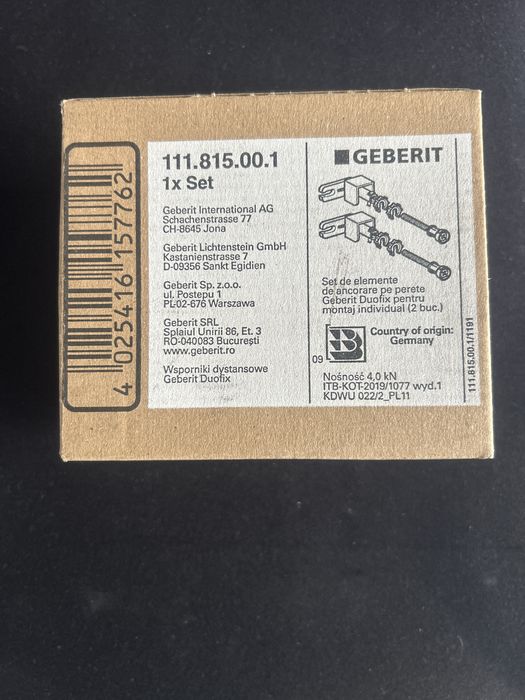 4 025416 157762
111.815.00.1
1x Set
Geberit International AG
Schachenstrasse 77
CH-8645 Jona
Geberit Lichtenstein GmbH
Kastanienstrasse 7
D-09356 Sankt Egidien
Geberit Sp. z.o.o.
ul. Postępu 1
PL-02-676 Warszawa
Geberit SRL
Splaiul Unirii 86, Et. 3
RO-040083 Bucureşti
www.geberit.ro
Wsporniki dystansowe
Geberit Duofix
GEBERIT
Set de elemente
de ancorare pe perete
Geberit Duofix pentru
montaj individual (2 buc.)
09
Country of origin:
Germany
Nośność 4,0 kN
ITB-KOT-2019/1077 wyd.1
KDWU 022/2_PL11
111.815.00.1/1191